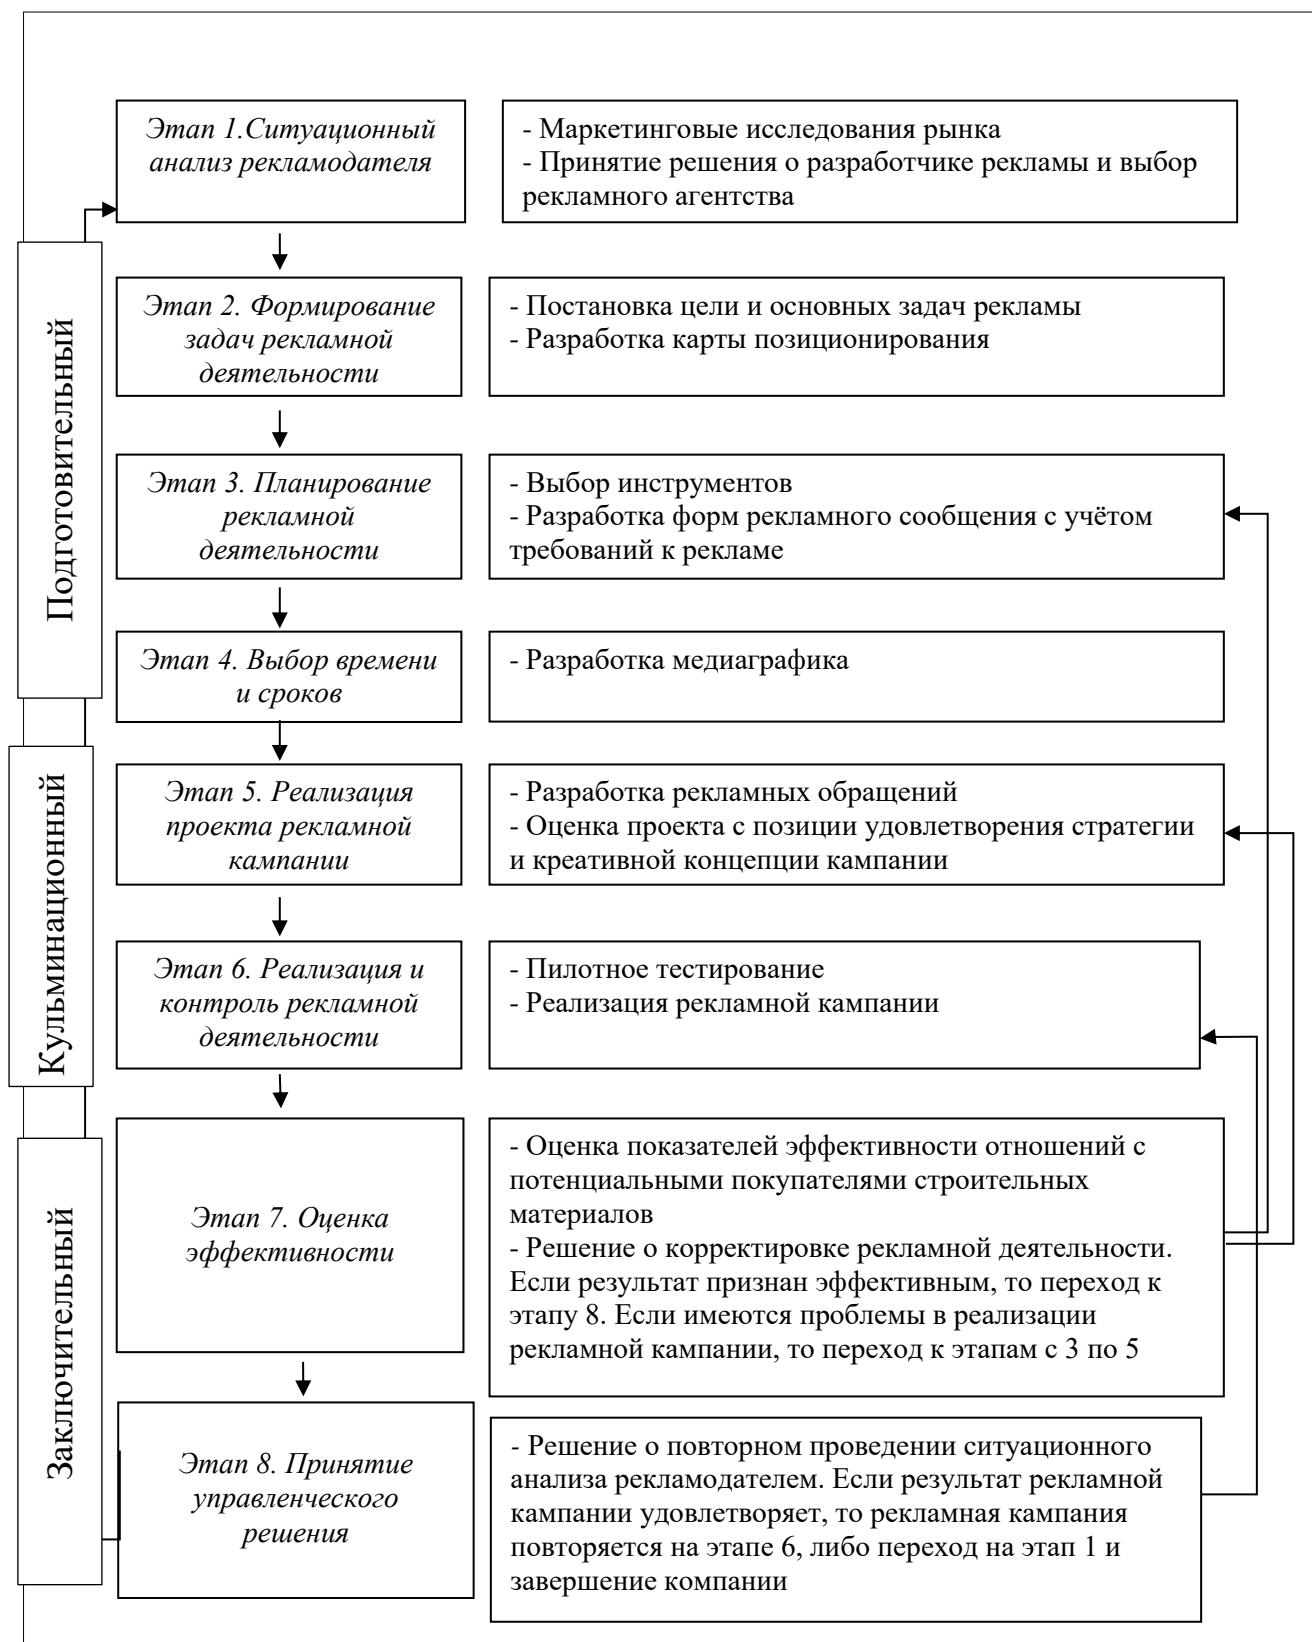 Подготовительный
Этап 1.Ситуационный
анализ рекламодателя
- Маркетинговые исследования рынка
- Принятие решения о разработчике рекламы и выбор
рекламного агентства
Этап 2. Формирование
задач рекламной
деятельности
- Постановка цели и основных задач рекламы
- Разработка карты позиционирования
Этап 3. Планирование
рекламной
деятельности
- Выбор инструментов
- Разработка форм рекламного сообщения с учётом
требований к рекламе
Этап 4. Выбор времени
и сроков
- Разработка медиаграфика
Кульминационный
Этап 5. Реализация
проекта рекламной
кампании
- Разработка рекламных обращений
- Оценка проекта с позиции удовлетворения стратегии
и креативной концепции кампании
Этап 6. Реализация и
контроль рекламной
деятельности
- Пилотное тестирование
- Реализация рекламной кампании
Заключительный
Этап 7. Оценка
эффективности
- Оценка показателей эффективности отношений с
потенциальными покупателями строительных
материалов
- Решение о корректировке рекламной деятельности.
Если результат признан эффективным, то переход к
этапу 8. Если имеются проблемы в реализации
рекламной кампании, то переход к этапам с 3 по 5
Этап 8. Принятие
управленческого
решения
- Решение о повторном проведении ситуационного
анализа рекламодателем. Если результат рекламной
кампании удовлетворяет, то рекламная кампания
повторяется на этапе 6, либо переход на этап 1 и
завершение компании